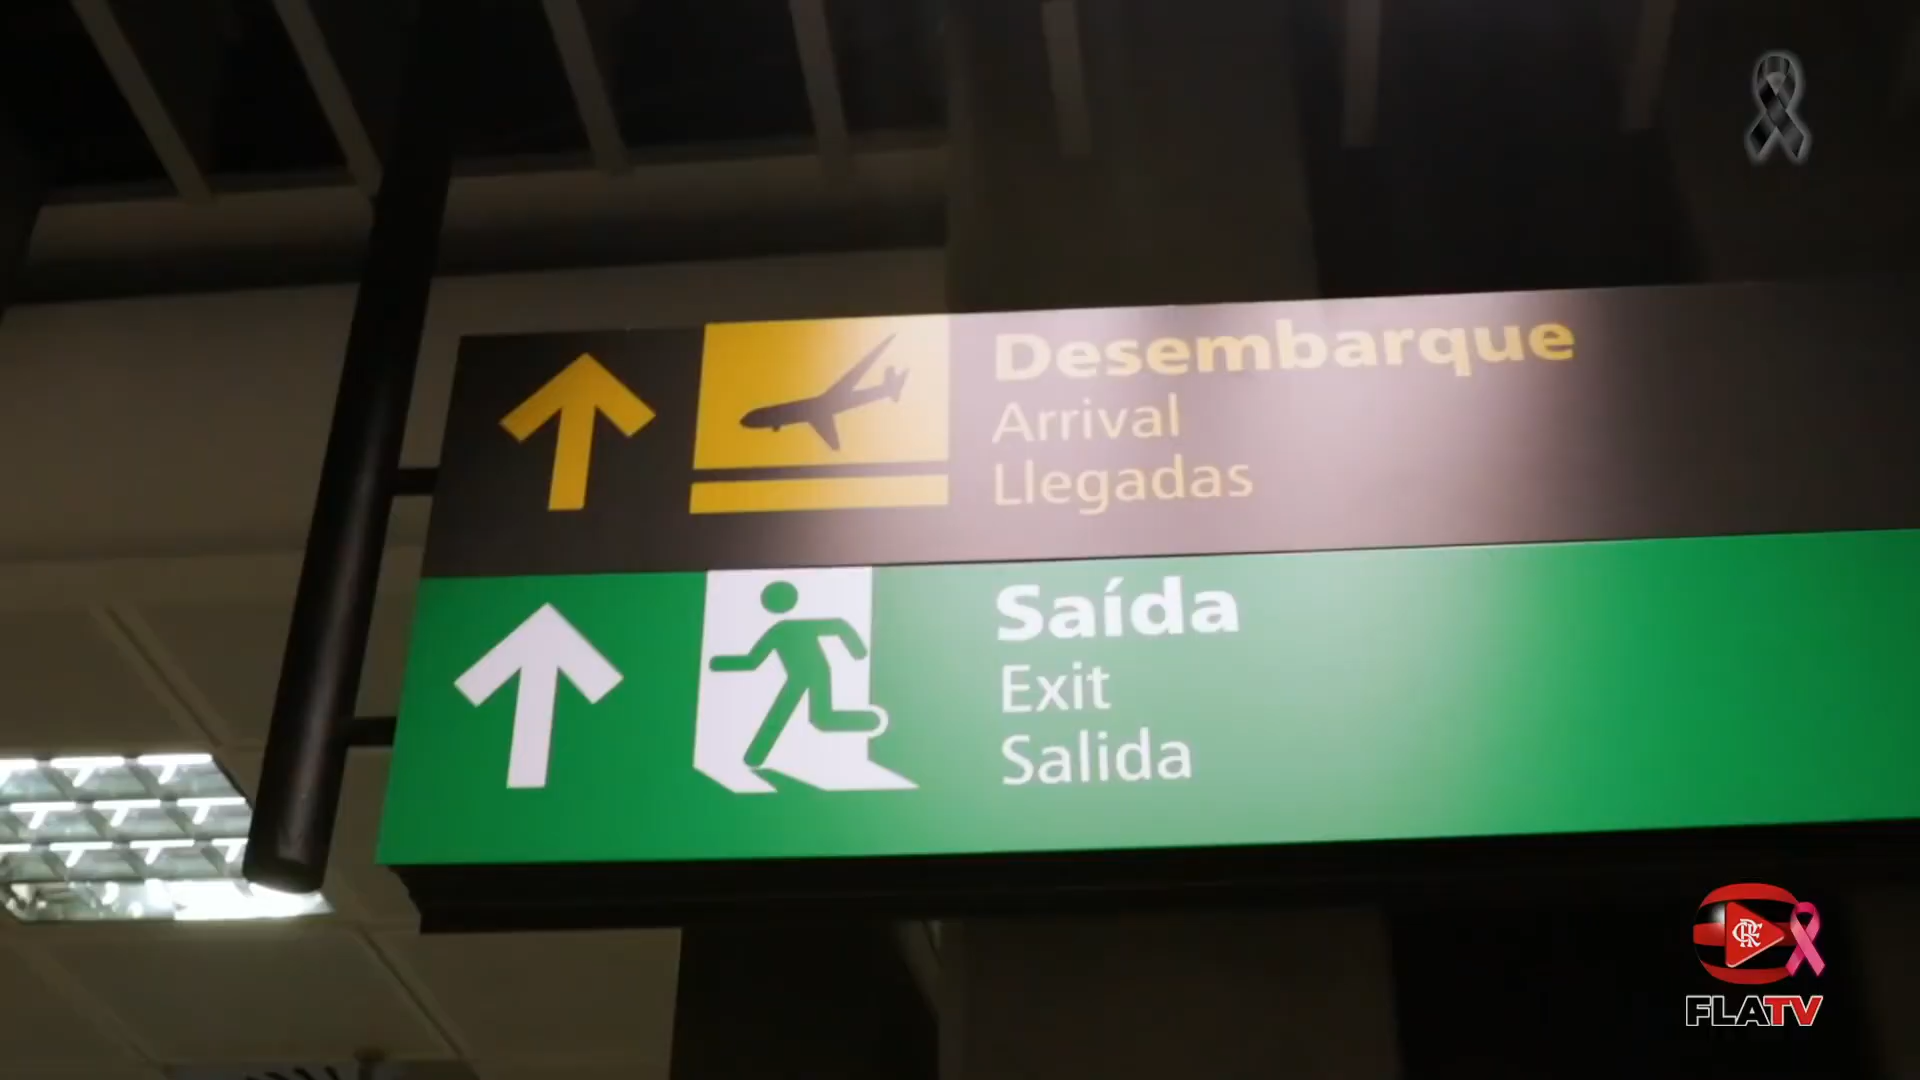 Desembarque
Arrival
Llegadas
Saída
Exit
Salida
FLATV